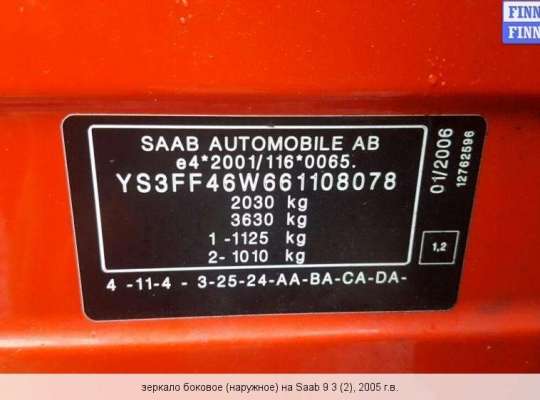 FINN
FINN
SAAB AUTOMOBILE AB
e4*2001/116*0065.
YS3FF46W661108078
2030 kg
3630 kg
1 -1125 kg
2- 1010 kg
4 -11-4 - 3-25-24-AA-BA-CA-DA-
01/2006
12762596
1,2
зеркало боковое (наружное) на Saab 9 3 (2), 2005 г.в.